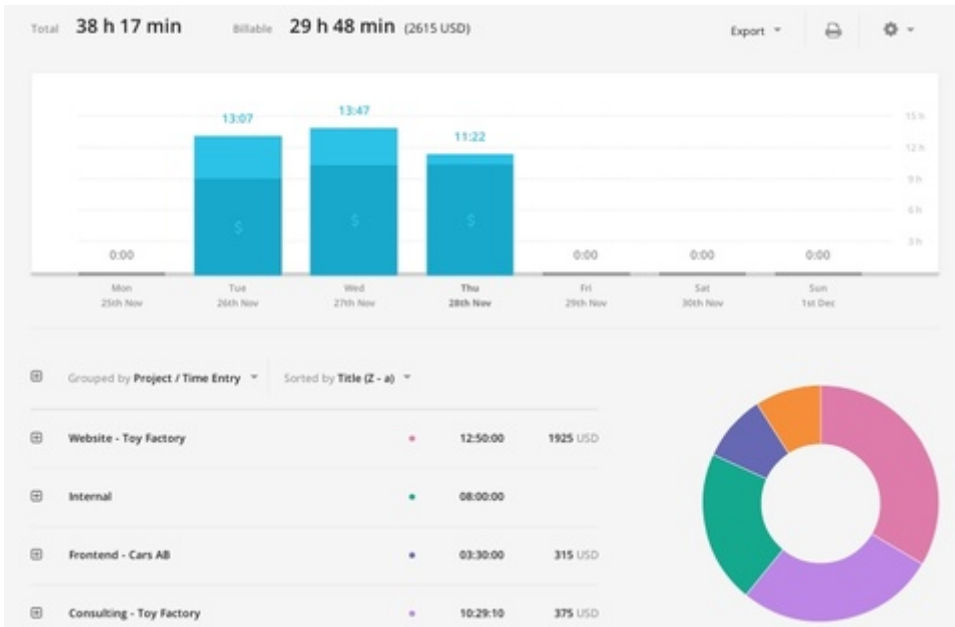 Total 38 h 17 min Billable 29 h 48 min (2615 USD) Export
13:07 13:47 11:22
15 h
12 h
9 h
6 h
3 h
0:00 $ $ $ 0:00 0:00 0:00
Mon Tue Wed Thu Fri Sat Sun
25th Nov 26th Nov 27th Nov 28th Nov 29th Nov 30th Nov 1st Dec
Grouped by Project / Time Entry Sorted by Title (Z - a)
Website - Toy Factory 12:50:00 1925 USD
Internal 08:00:00
Frontend - Cars AB 03:30:00 315 USD
Consulting - Toy Factory 10:29:10 375 USD